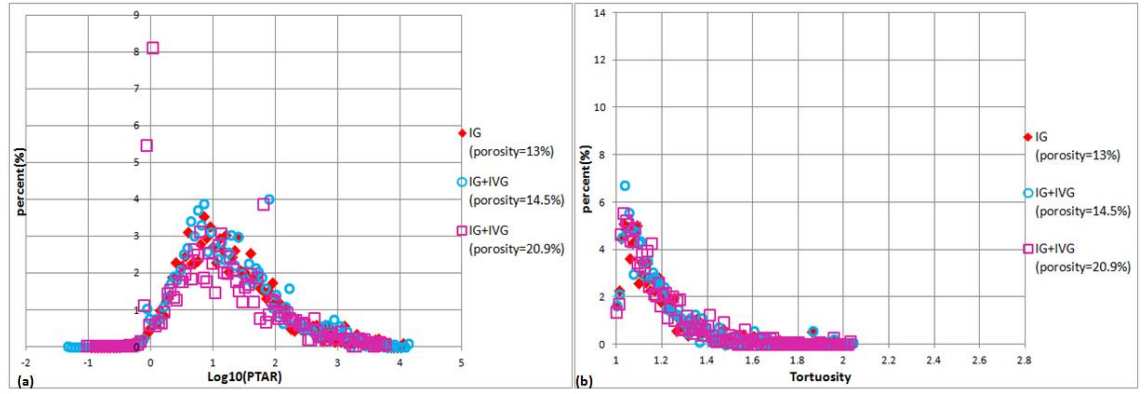 9
8
7
6
5
4
3
2
1
0
percent(%)
-2 -1 0 1 2 3 4 5
Log10(PTAR)
(a)
IG
(porosity=13%)
IG+IVG
(porosity=14.5%)
IG+IVG
(porosity=20.9%)
14
12
10
8
6
4
2
0
percent(%)
1 1.2 1.4 1.6 1.8 2 2.2 2.4 2.6 2.8
Tortuosity
(b)
IG
(porosity=13%)
IG+IVG
(porosity=14.5%)
IG+IVG
(porosity=20.9%)